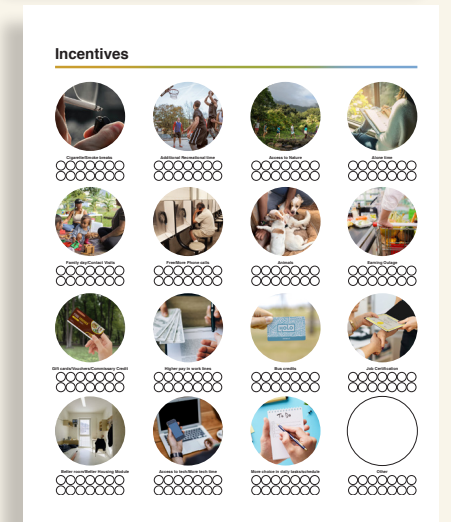 Incentives
Cigarette/Smoke breaks
Additional Recreational time
Access to Nature
Alone time
Family day/Contact Visits
Free/More Phone calls
Animals
Earning Outage
Gift cards/Vouchers/Commissary Credit
Higher pay in work lines
Bus credits
Job Certification
Better room/Better Housing Module
Access to tech/More tech time
To Do
More choice in daily tasks/schedule
Other